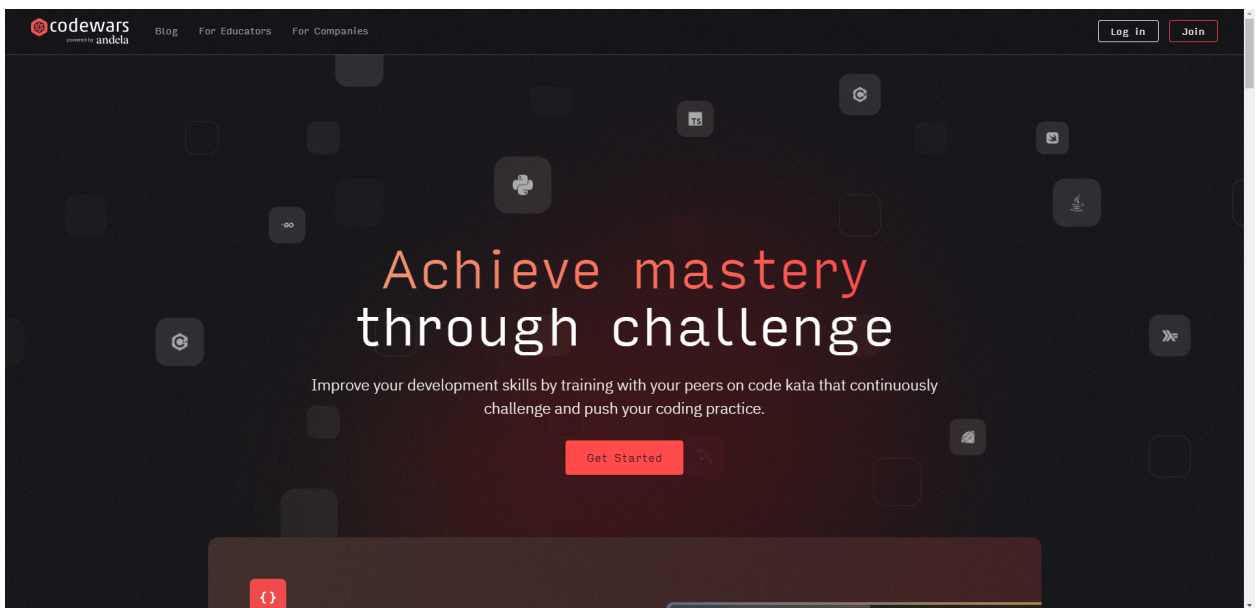 codewars
powered by andela
Blog
For Educators
For Companies
Log in
Join
TS
GO
Achieve mastery
through challenge
Improve your development skills by training with your peers on code kata that continuously
challenge and push your coding practice.
Get Started
{}